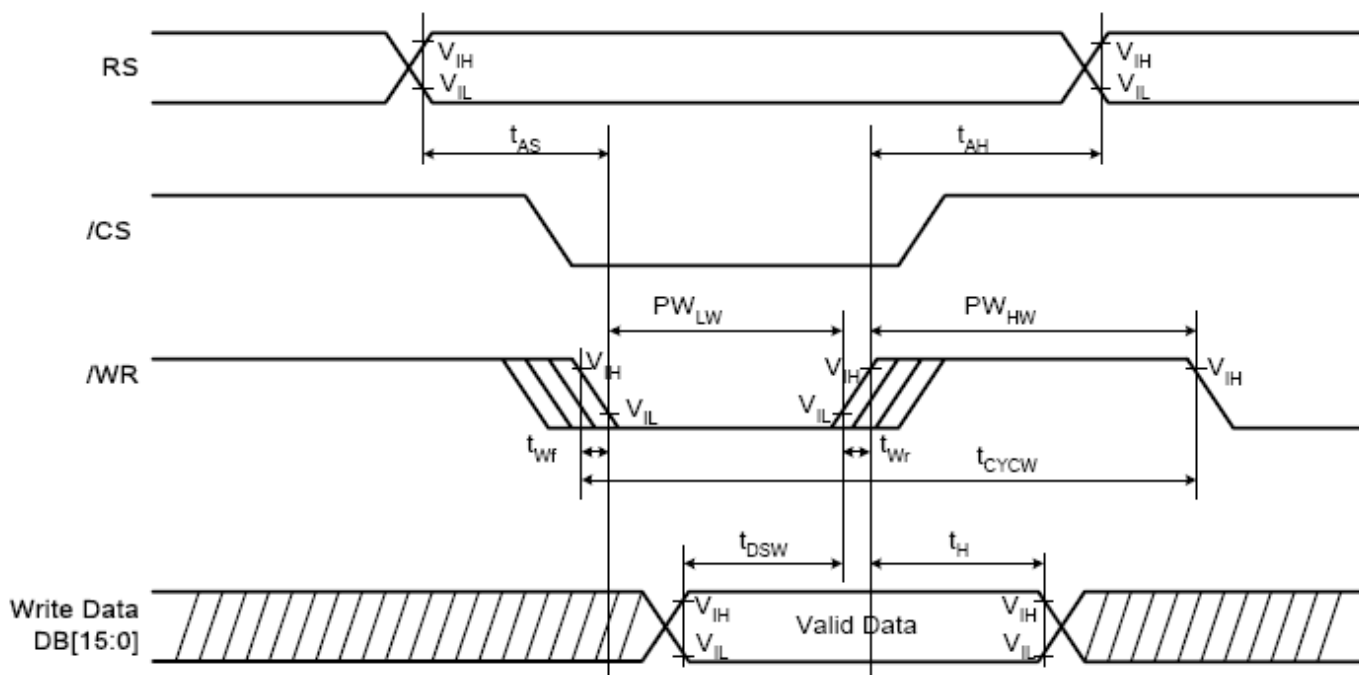 RS
V_IH
V_IL
V_IH
V_IL
t_AS
t_AH
/CS
PW_LW
PW_HW
/WR
V_IH
V_IL
V_IH
V_IL
V_IH
t_Wf
t_Wr
t_CYCW
t_DSW
t_H
Write Data
DB[15:0]
V_IH
V_IL
Valid Data
V_IH
V_IL